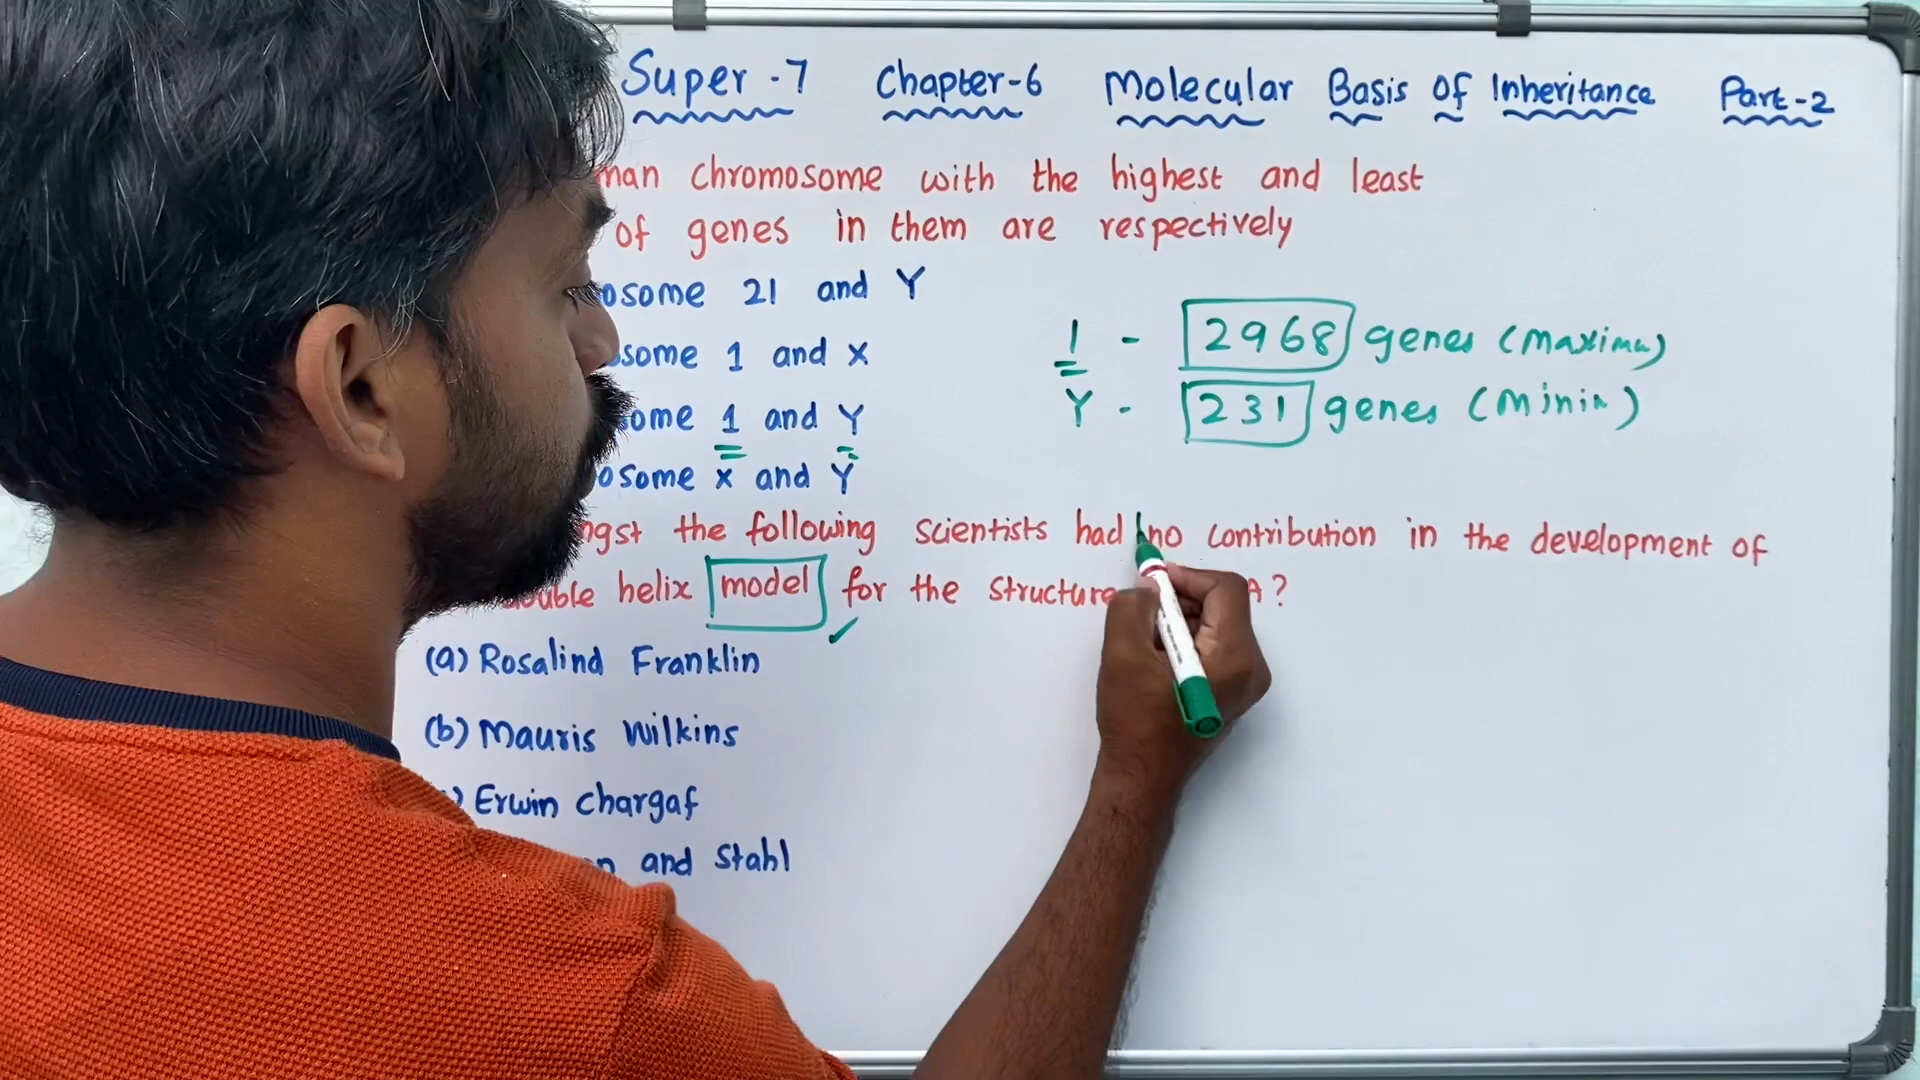 Super-7 Chapter-6 Molecular Basis of Inheritance Part-2
man chromosome with the highest and least
of genes in them are respectively
osome 21 and Y
1 - 2968 genes (maximu)
some 1 and X
Y - 231 genes (minim)
ome 1 and Y
osome X and Y
ngst the following scientists had no contribution in the development of
double helix model for the structure A?
(a) Rosalind Franklin
(b) Mauris Wilkins
) Erwin chargaf
n and Stahl